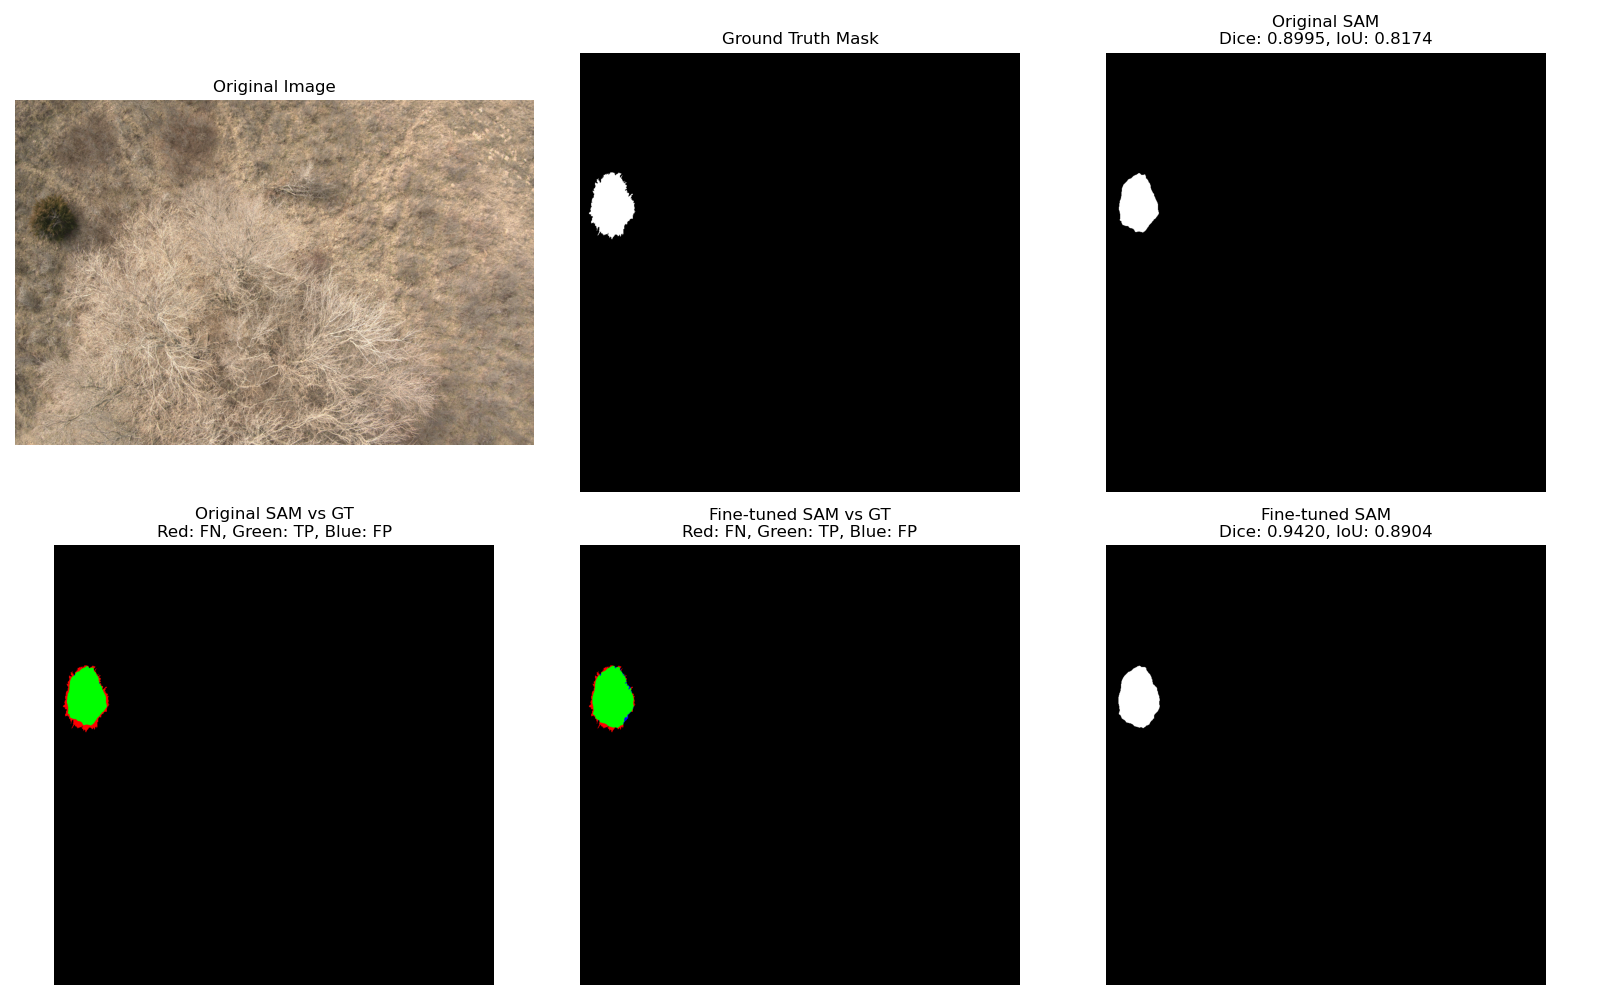 Original Image
Ground Truth Mask
Original SAM
Dice: 0.8995, IoU: 0.8174
Original SAM vs GT
Red: FN, Green: TP, Blue: FP
Fine-tuned SAM vs GT
Red: FN, Green: TP, Blue: FP
Fine-tuned SAM
Dice: 0.9420, IoU: 0.8904